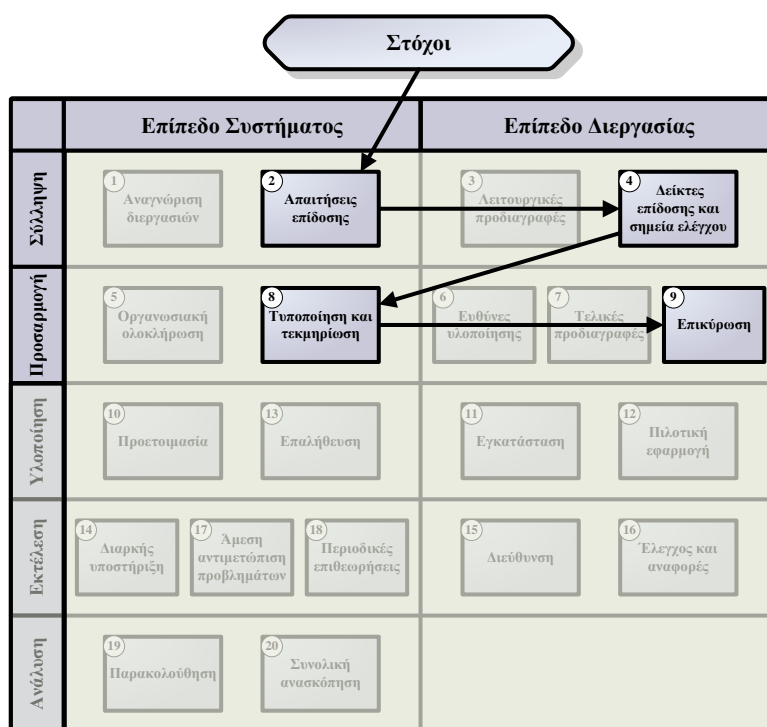 Στόχοι
Επίπεδο Συστήματος
Επίπεδο Διεργασίας
Σύλληψη
1
Αναγνώριση
διεργασιών
2
Απαιτήσεις
επίδοσης
3
Λειτουργικές
προδιαγραφές
4
Δείκτες
επίδοσης και
σημεία ελέγχου
Προσαρμογή
5
Οργανωσιακή
ολοκλήρωση
8
Τυποποίηση και
τεκμηρίωση
6
Ευθύνες
υλοποίησης
7
Τελικές
προδιαγραφές
9
Επικύρωση
Υλοποίηση
10
Προετοιμασία
13
Επαλήθευση
11
Εγκατάσταση
12
Πιλοτική
εφαρμογή
Εκτέλεση
14
Διαρκής
υποστήριξη
17
Άμεση
αντιμετώπιση
προβλημάτων
18
Περιοδικές
επιθεωρήσεις
15
Διεύθυνση
16
Έλεγχος και
αναφορές
Ανάλυση
19
Παρακολούθηση
20
Συνολική
ανασκόπηση